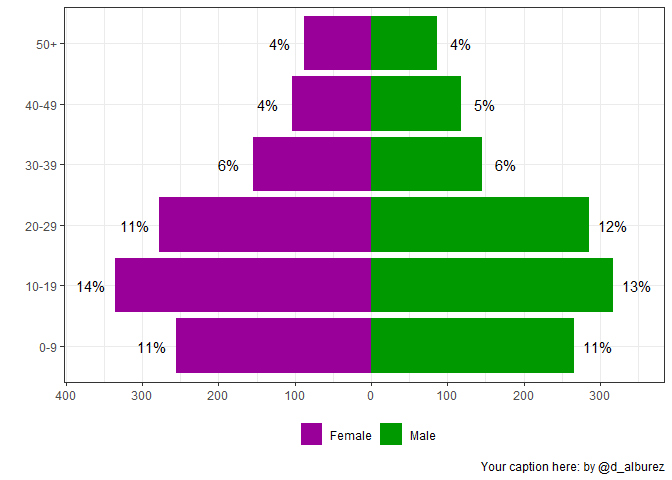 50+ 4% 4%
40-49 4% 5%
30-39 6% 6%
20-29 11% 12%
10-19 14% 13%
0-9 11% 11%
400 300 200 100 0 100 200 300
Female Male
Your caption here: by @d_alburez